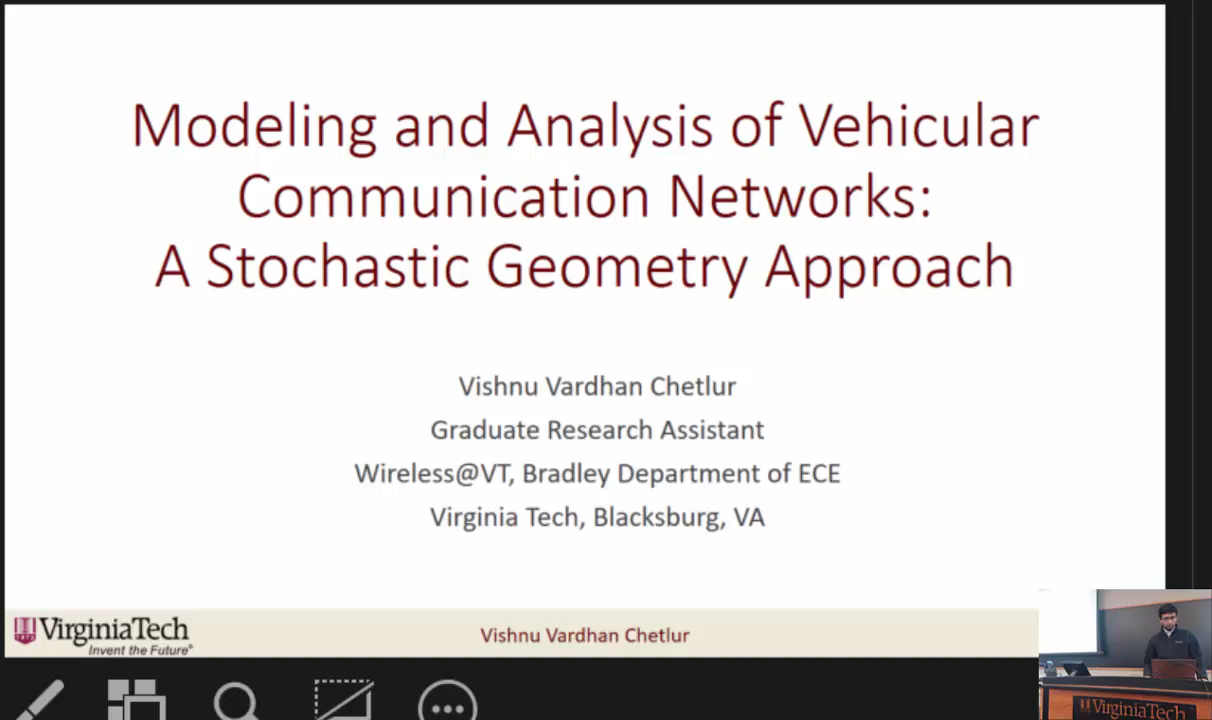 Modeling and Analysis of Vehicular
Communication Networks:
A Stochastic Geometry Approach
Vishnu Vardhan Chetlur
Graduate Research Assistant
Wireless@VT, Bradley Department of ECE
Virginia Tech, Blacksburg, VA
VirginiaTech
Invent the Future®
Vishnu Vardhan Chetlur
VirginiaTech